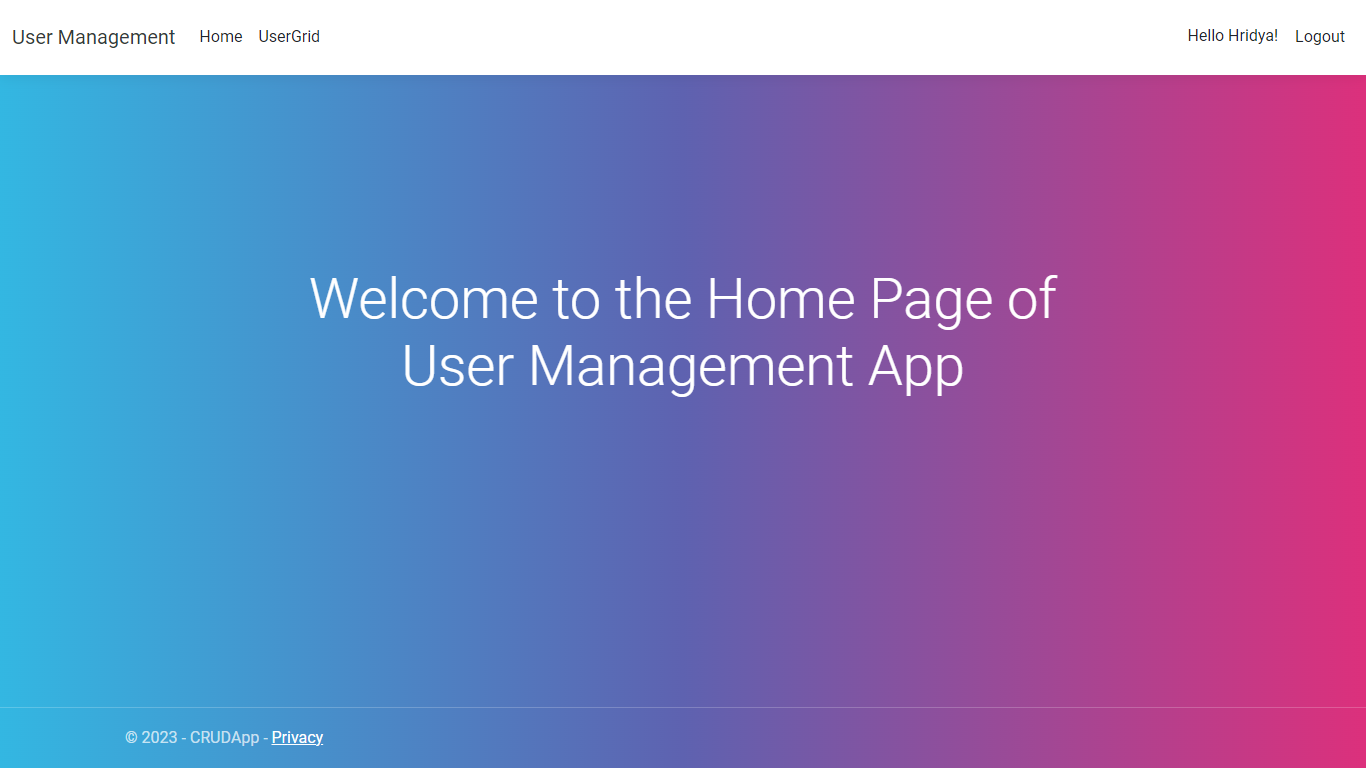 User Management Home UserGrid Hello Hridya! Logout
Welcome to the Home Page of
User Management App
© 2023 - CRUDApp - Privacy